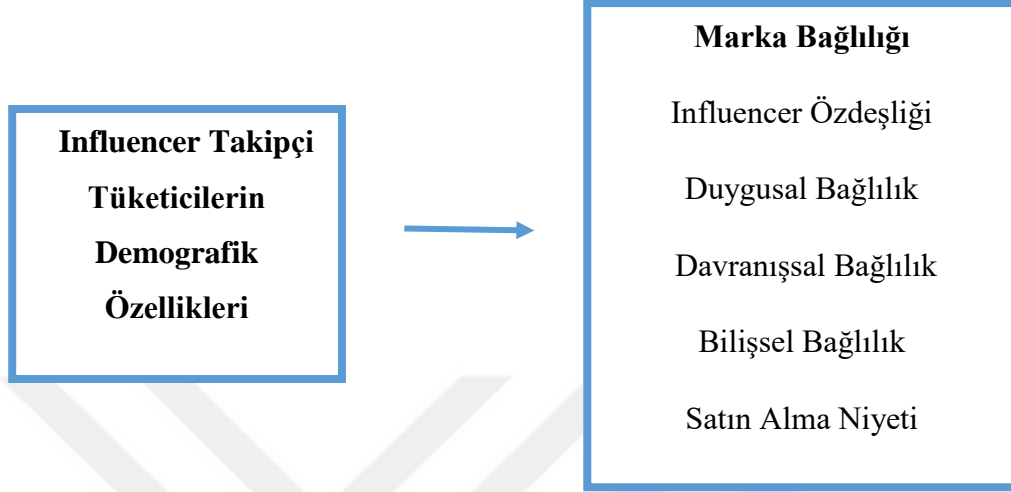 Influencer Takipçi
Tüketicilerin
Demografik
Özellikleri
Marka Bağlılığı
Influencer Özdeşliği
Duygusal Bağlılık
Davranışsal Bağlılık
Bilişsel Bağlılık
Satın Alma Niyeti